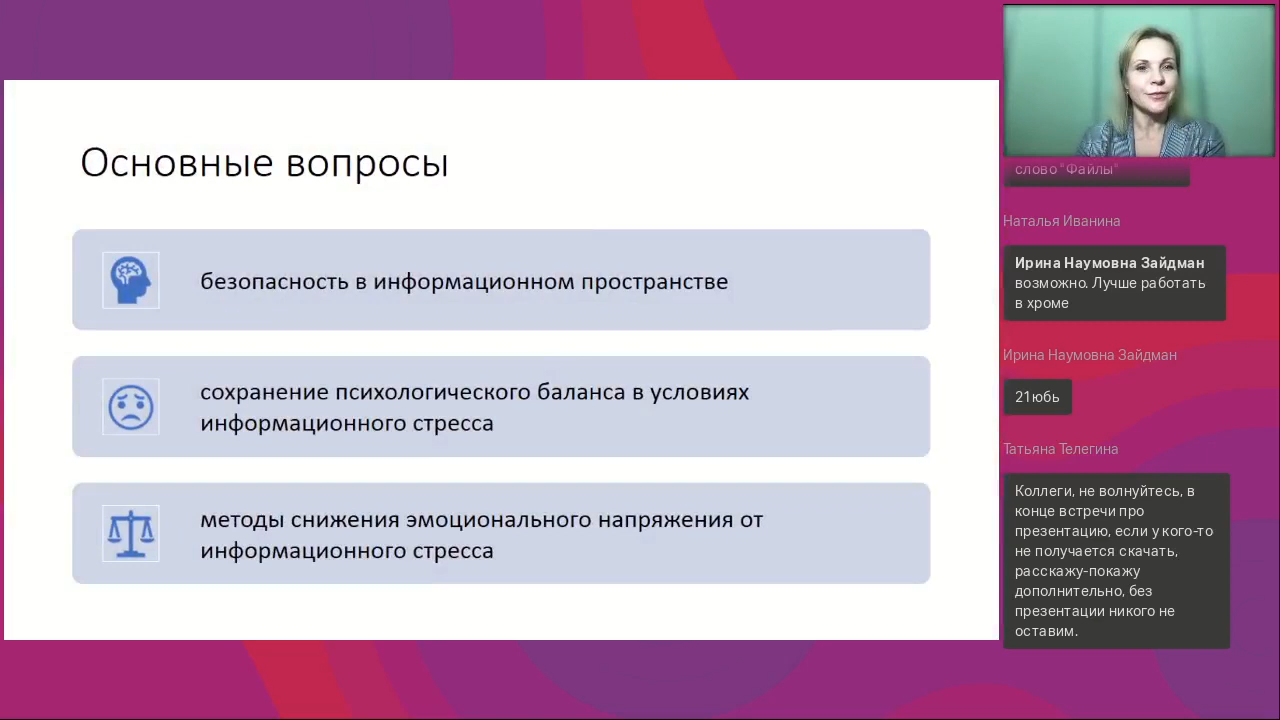 Основные вопросы
безопасность в информационном пространстве
сохранение психологического баланса в условиях
информационного стресса
методы снижения эмоционального напряжения от
информационного стресса
слово "Файлы"
Наталья Иванина
Ирина Наумовна Зайдман
возможно. Лучше работать
в хроме
Ирина Наумовна Зайдман
21юбь
Татьяна Телегина
Коллеги, не волнуйтесь, в
конце встречи про
презентацию, если у кого-то
не получается скачать,
расскажу-покажу
дополнительно, без
презентации никого не
оставим.